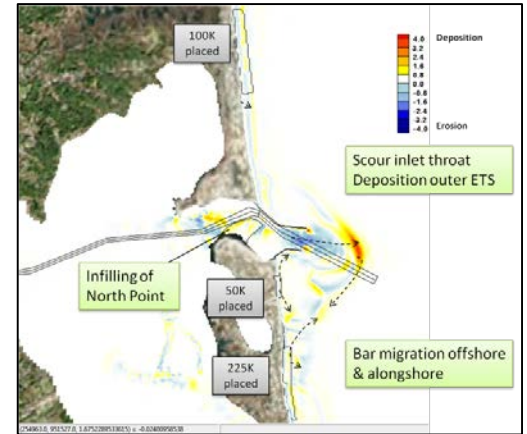 100K
placed
4.0
3.2
2.4
1.6
0.8
0.0
-0.8
-1.6
-2.4
-3.2
-4.0
Deposition
Erosion
Scour inlet throat
Deposition outer ETS
Infilling of
North Point
50K
placed
225K
placed
Bar migration offshore
& alongshore